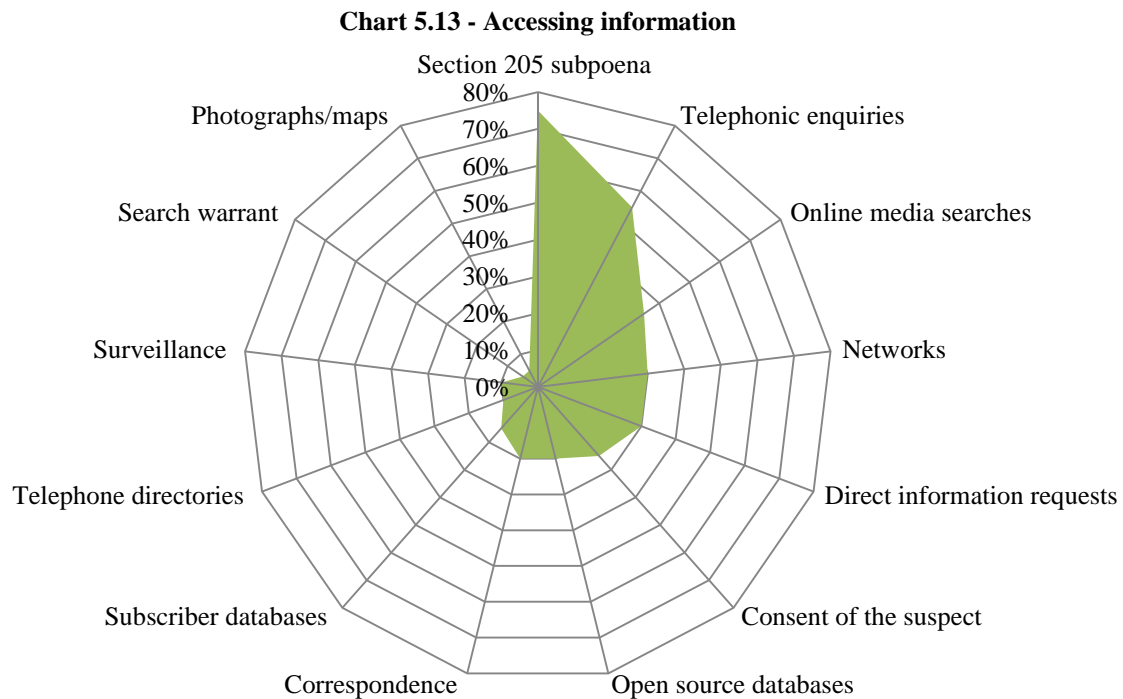 Chart 5.13 - Accessing information
Section 205 subpoena
Telephonic enquiries
Online media searches
Networks
Direct information requests
Consent of the suspect
Open source databases
Correspondence
Subscriber databases
Telephone directories
Surveillance
Search warrant
Photographs/maps
80%
70%
60%
50%
40%
30%
20%
10%
0%